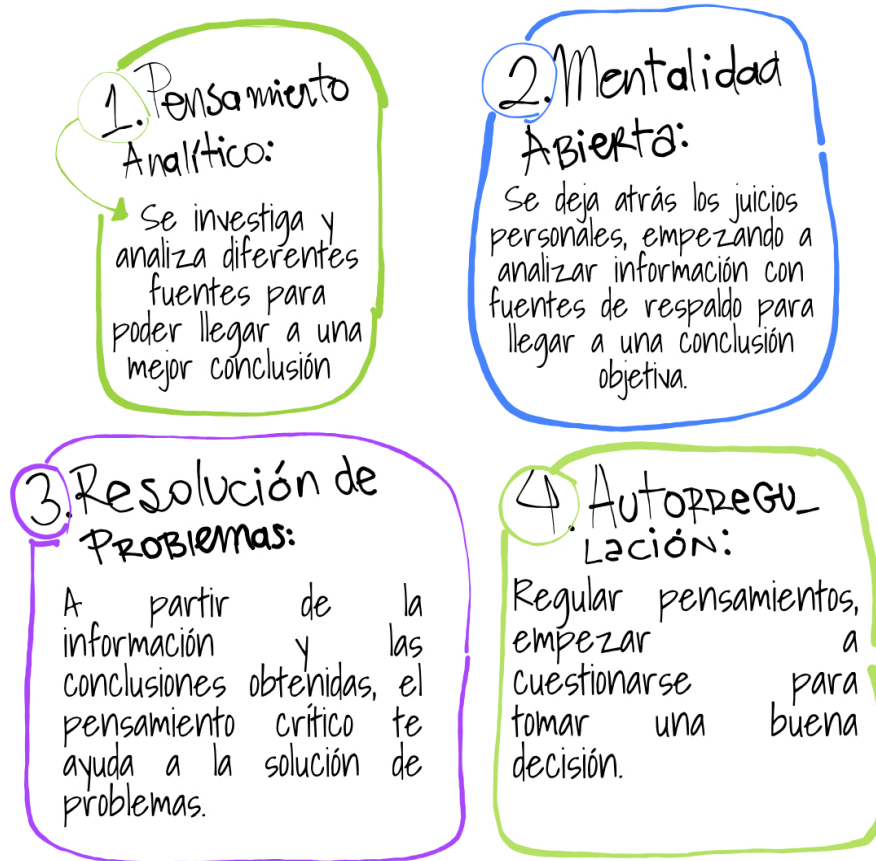 1. Pensamiento
Analítico:
Se investiga y
analiza diferentes
fuentes para
poder llegar a una
mejor conclusión
2. Mentalidad
Abierta:
Se deja atrás los juicios
personales, empezando a
analizar información con
fuentes de respaldo para
llegar a una conclusión
objetiva.
3. Resolución de
Problemas:
A partir de la
información y las
conclusiones obtenidas, el
pensamiento crítico te
ayuda a la solución de
problemas.
4. Autorregu_
lación:
Regular pensamientos,
empezar a
cuestionarse para
tomar una buena
decisión.